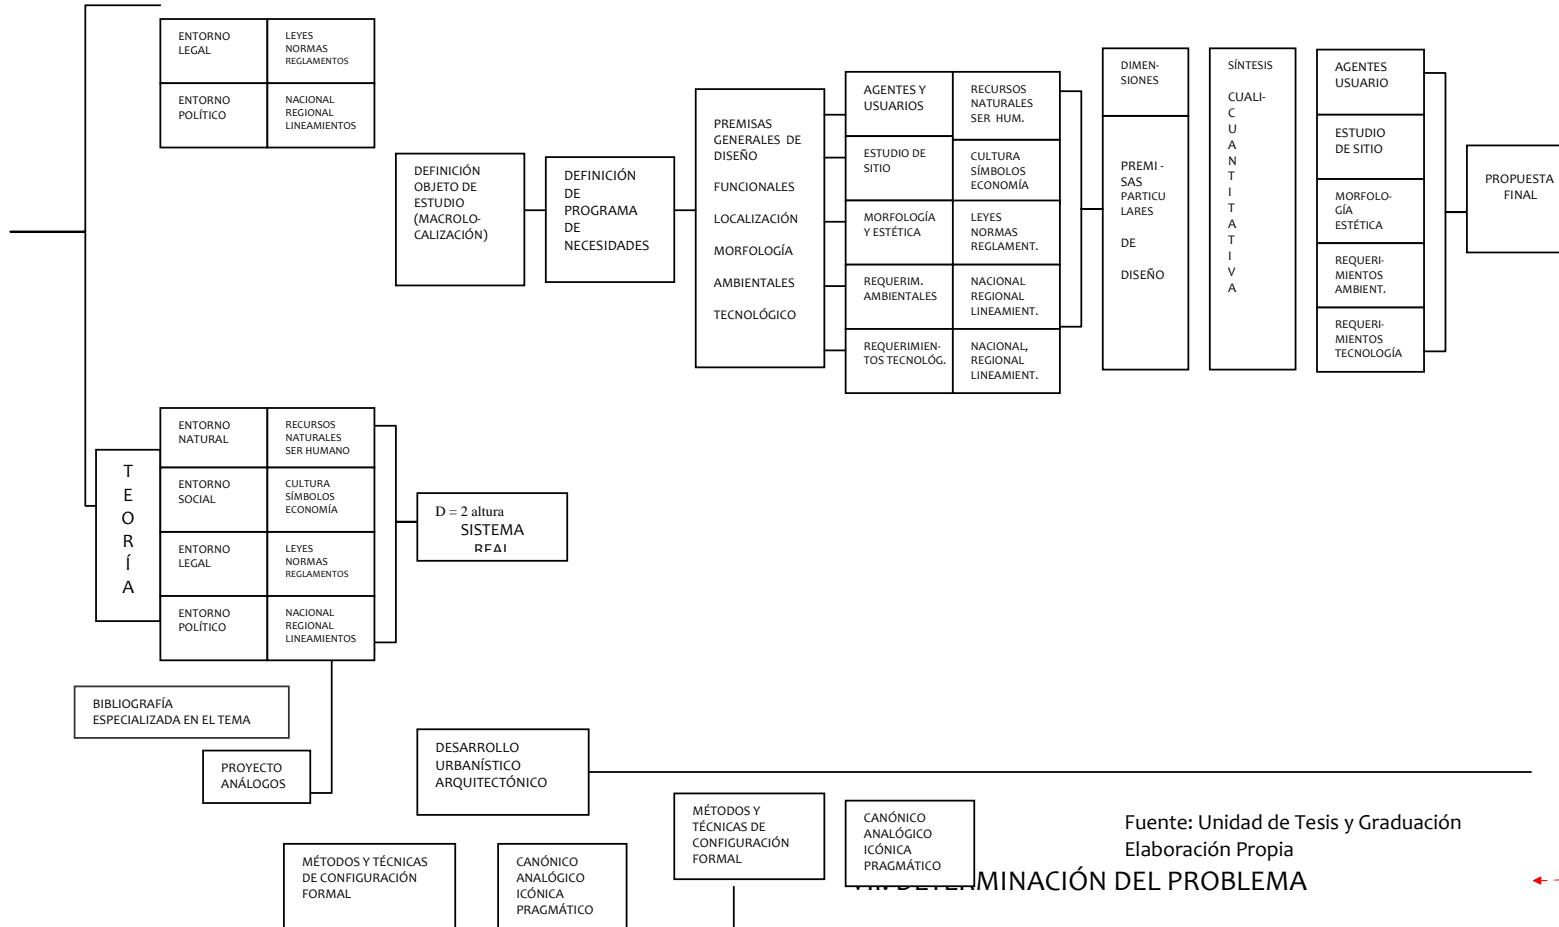 ENTORNO
LEGAL
LEYES
NORMAS
REGLAMENTOS
ENTORNO
POLÍTICO
NACIONAL
REGIONAL
LINEAMIENTOS
DEFINICIÓN
OBJETO DE
ESTUDIO
(MACROLO-
CALIZACIÓN)
DEFINICIÓN
DE
PROGRAMA
DE
NECESIDADES
PREMISAS
GENERALES DE
DISEÑO
FUNCIONALES
LOCALIZACIÓN
MORFOLOGÍA
AMBIENTALES
TECNOLÓGICO
AGENTES Y
USUARIOS
RECURSOS
NATURALES
SER HUM.
ESTUDIO DE
SITIO
CULTURA
SÍMBOLOS
ECONOMÍA
MORFOLOGÍA
Y ESTÉTICA
LEYES
NORMAS
REGLAMENT.
REQUERIM.
AMBIENTALES
NACIONAL
REGIONAL
LINEAMIENT.
REQUERIMIEN-
TOS TECNOLÓG.
NACIONAL,
REGIONAL
LINEAMIENT.
DIMEN-
SIONES
PREMI -
SAS
PARTICU
LARES
DE
DISEÑO
SÍNTESIS
CUALI-
C
U
A
N
T
I
T
A
T
I
V
A
AGENTES
USUARIO
ESTUDIO
DE SITIO
MORFOLO-
GÍA
ESTÉTICA
REQUERI-
MIENTOS
AMBIENT.
REQUERI-
MIENTOS
TECNOLOGÍA
PROPUESTA
FINAL
T
E
O
R
Í
A
ENTORNO
NATURAL
RECURSOS
NATURALES
SER HUMANO
ENTORNO
SOCIAL
CULTURA
SÍMBOLOS
ECONOMÍA
ENTORNO
LEGAL
LEYES
NORMAS
REGLAMENTOS
ENTORNO
POLÍTICO
NACIONAL
REGIONAL
LINEAMIENTOS
D = 2 altura
SISTEMA
REAL
BIBLIOGRAFÍA
ESPECIALIZADA EN EL TEMA
PROYECTO
ANÁLOGOS
DESARROLLO
URBANÍSTICO
ARQUITECTÓNICO
MÉTODOS Y TÉCNICAS
DE CONFIGURACIÓN
FORMAL
CANÓNICO
ANALÓGICO
ICÓNICA
PRAGMÁTICO
MÉTODOS Y
TÉCNICAS DE
CONFIGURACIÓN
FORMAL
CANÓNICO
ANALÓGICO
ICÓNICA
PRAGMÁTICO
Fuente: Unidad de Tesis y Graduación
Elaboración Propia
DETERMINACIÓN DEL PROBLEMA